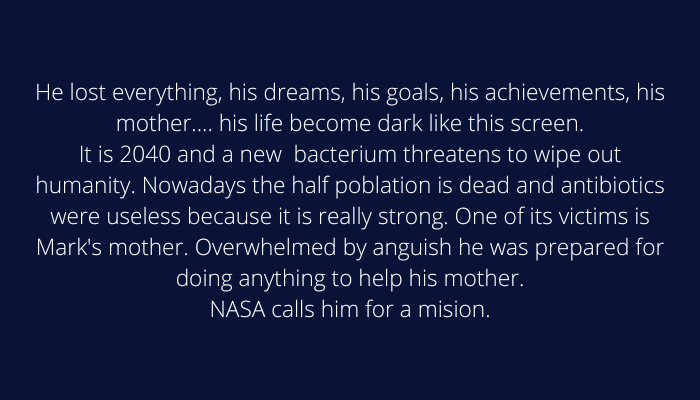 He lost everything, his dreams, his goals, his achievements, his
mother.... his life become dark like this screen.
It is 2040 and a new  bacterium threatens to wipe out
humanity. Nowadays the half poblation is dead and antibiotics
were useless because it is really strong. One of its victims is
Mark's mother. Overwhelmed by anguish he was prepared for
doing anything to help his mother.
NASA calls him for a mision.